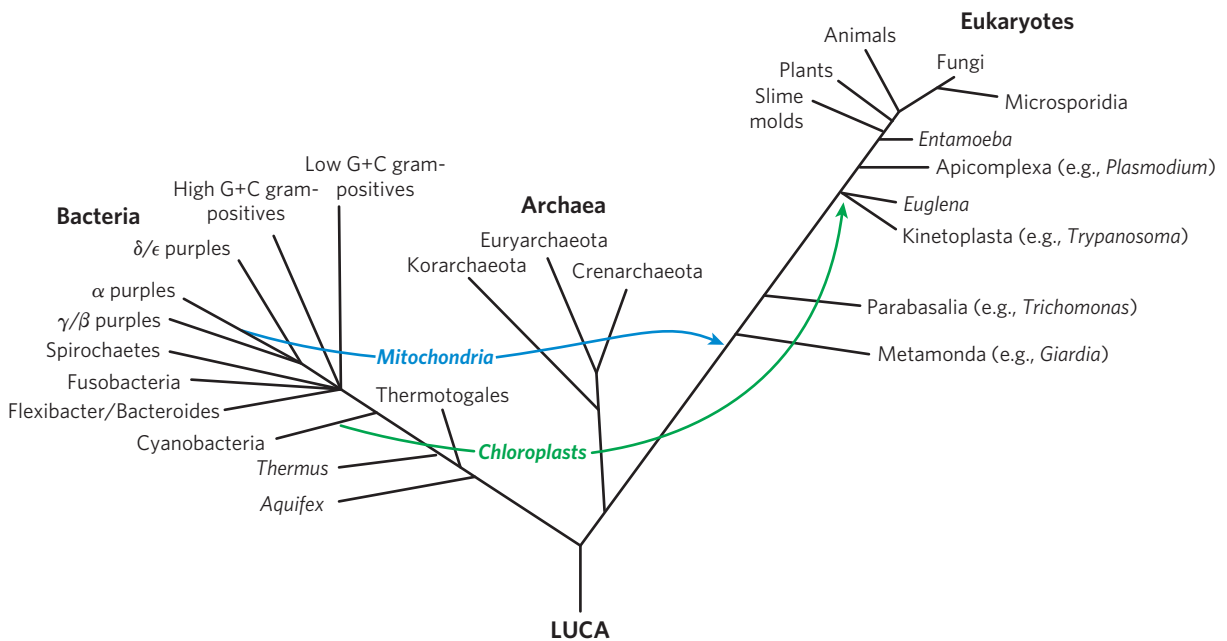 Eukaryotes
Animals
Fungi
Plants
Microsporidia
Slime
molds
Entamoeba
Apicomplexa (e.g., Plasmodium)
Euglena
Kinetoplasta (e.g., Trypanosoma)
Parabasalia (e.g., Trichomonas)
Metamonda (e.g., Giardia)
Archaea
Euryarchaeota
Korarchaeota
Crenarchaeota
Bacteria
Low G+C gram-
positives
High G+C gram-
positives
δ/ϵ purples
α purples
γ/β purples
Spirochaetes
Fusobacteria
Flexibacter/Bacteroides
Cyanobacteria
Thermus
Aquifex
Thermotogales
Mitochondria
Chloroplasts
LUCA